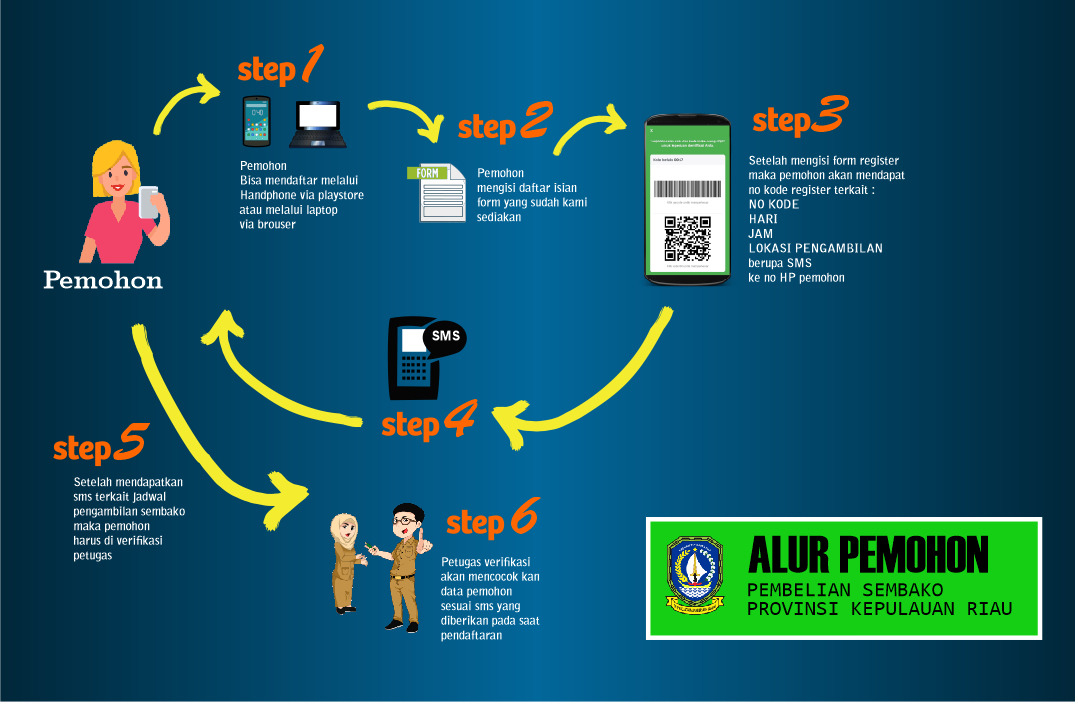 step 1
Pemohon
Bisa mendaftar melalui
Handphone via playstore
atau melalui laptop
via brouser
step 2
FORM
Pemohon
mengisi daftar isian
form yang sudah kami
sediakan
step 3
Setelah mengisi form register
maka pemohon akan mendapat
no kode register terkait :
NO KODE
HARI
JAM
LOKASI PENGAMBILAN
berupa SMS
ke no HP pemohon
Pemohon
SMS
step 4
step 5
Setelah mendapatkan
sms terkait jadwal
pengambilan sembako
maka pemohon
harus di verifikasi
petugas
step 6
Petugas verifikasi
akan mencocok kan
data pemohon
sesuai sms yang
diberikan pada saat
pendaftaran
ALUR PEMOHON
PEMBELIAN SEMBAKO
PROVINSI KEPULAUAN RIAU